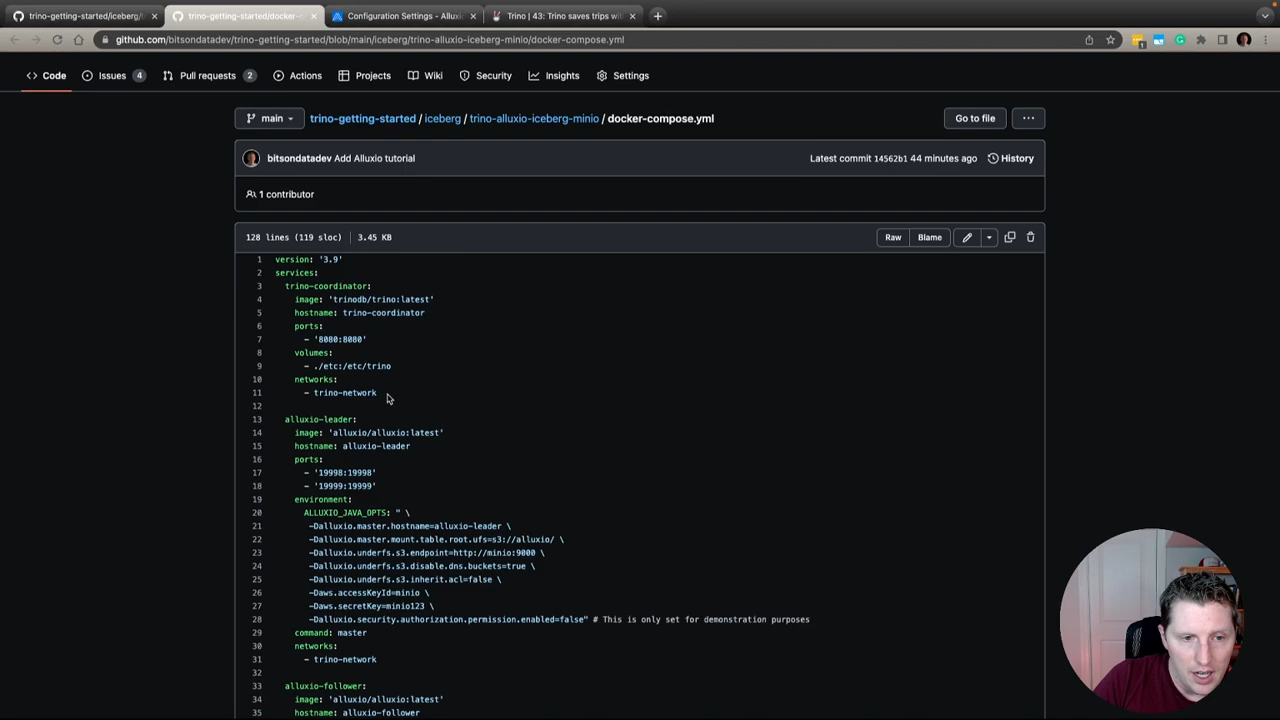 trino-getting-started/iceberg/t
trino-getting-started/docker-c
Configuration Settings - Alluxi
Trino | 43: Trino saves trips with
github.com/bitsondatadev/trino-getting-started/blob/main/iceberg/trino-alluxio-iceberg-minio/docker-compose.yml
Code
Issues 4
Pull requests 2
Actions
Projects
Wiki
Security
Insights
Settings
main
trino-getting-started / iceberg / trino-alluxio-iceberg-minio / docker-compose.yml
Go to file
bitsondatadev Add Alluxio tutorial
Latest commit 14562b1 44 minutes ago
History
1 contributor
128 lines (119 sloc) | 3.45 KB
Raw
Blame
1 version: '3.9'
2 services:
3 trino-coordinator:
4 image: 'trinodb/trino:latest'
5 hostname: trino-coordinator
6 ports:
7 - '8080:8080'
8 volumes:
9 - ./etc:/etc/trino
10 networks:
11 - trino-network
12
13 alluxio-leader:
14 image: 'alluxio/alluxio:latest'
15 hostname: alluxio-leader
16 ports:
17 - '19998:19998'
18 - '19999:19999'
19 environment:
20 ALLUXIO_JAVA_OPTS: " \
21 -Dalluxio.master.hostname=alluxio-leader \
22 -Dalluxio.master.mount.table.root.ufs=s3://alluxio/ \
23 -Dalluxio.underfs.s3.endpoint=http://minio:9000 \
24 -Dalluxio.underfs.s3.disable.dns.buckets=true \
25 -Dalluxio.underfs.s3.inherit.acl=false \
26 -Daws.accessKeyId=minio \
27 -Daws.secretKey=minio123 \
28 -Dalluxio.security.authorization.permission.enabled=false" # This is only set for demonstration purposes
29 command: master
30 networks:
31 - trino-network
32
33 alluxio-follower:
34 image: 'alluxio/alluxio:latest'
35 hostname: alluxio-follower